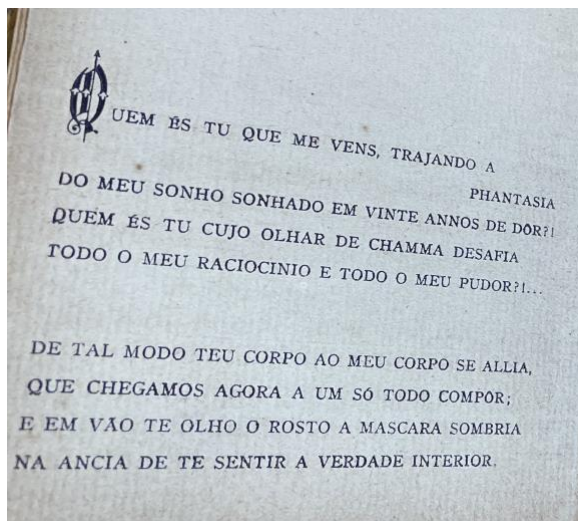 QUEM ÉS TU QUE ME VENS, TRAJANDO A
PHANTASIA
DO MEU SONHO SONHADO EM VINTE ANNOS DE DÔR?!
QUEM ÉS TU CUJO OLHAR DE CHAMMA DESAFIA
TODO O MEU RACIOCINIO E TODO O MEU PUDOR?!...
DE TAL MODO TEU CORPO AO MEU CORPO SE ALLIA,
QUE CHEGAMOS AGORA A UM SÓ TODO COMPÔR;
E EM VÃO TE OLHO O ROSTO A MASCARA SOMBRIA
NA ANCIA DE TE SENTIR A VERDADE INTERIOR.